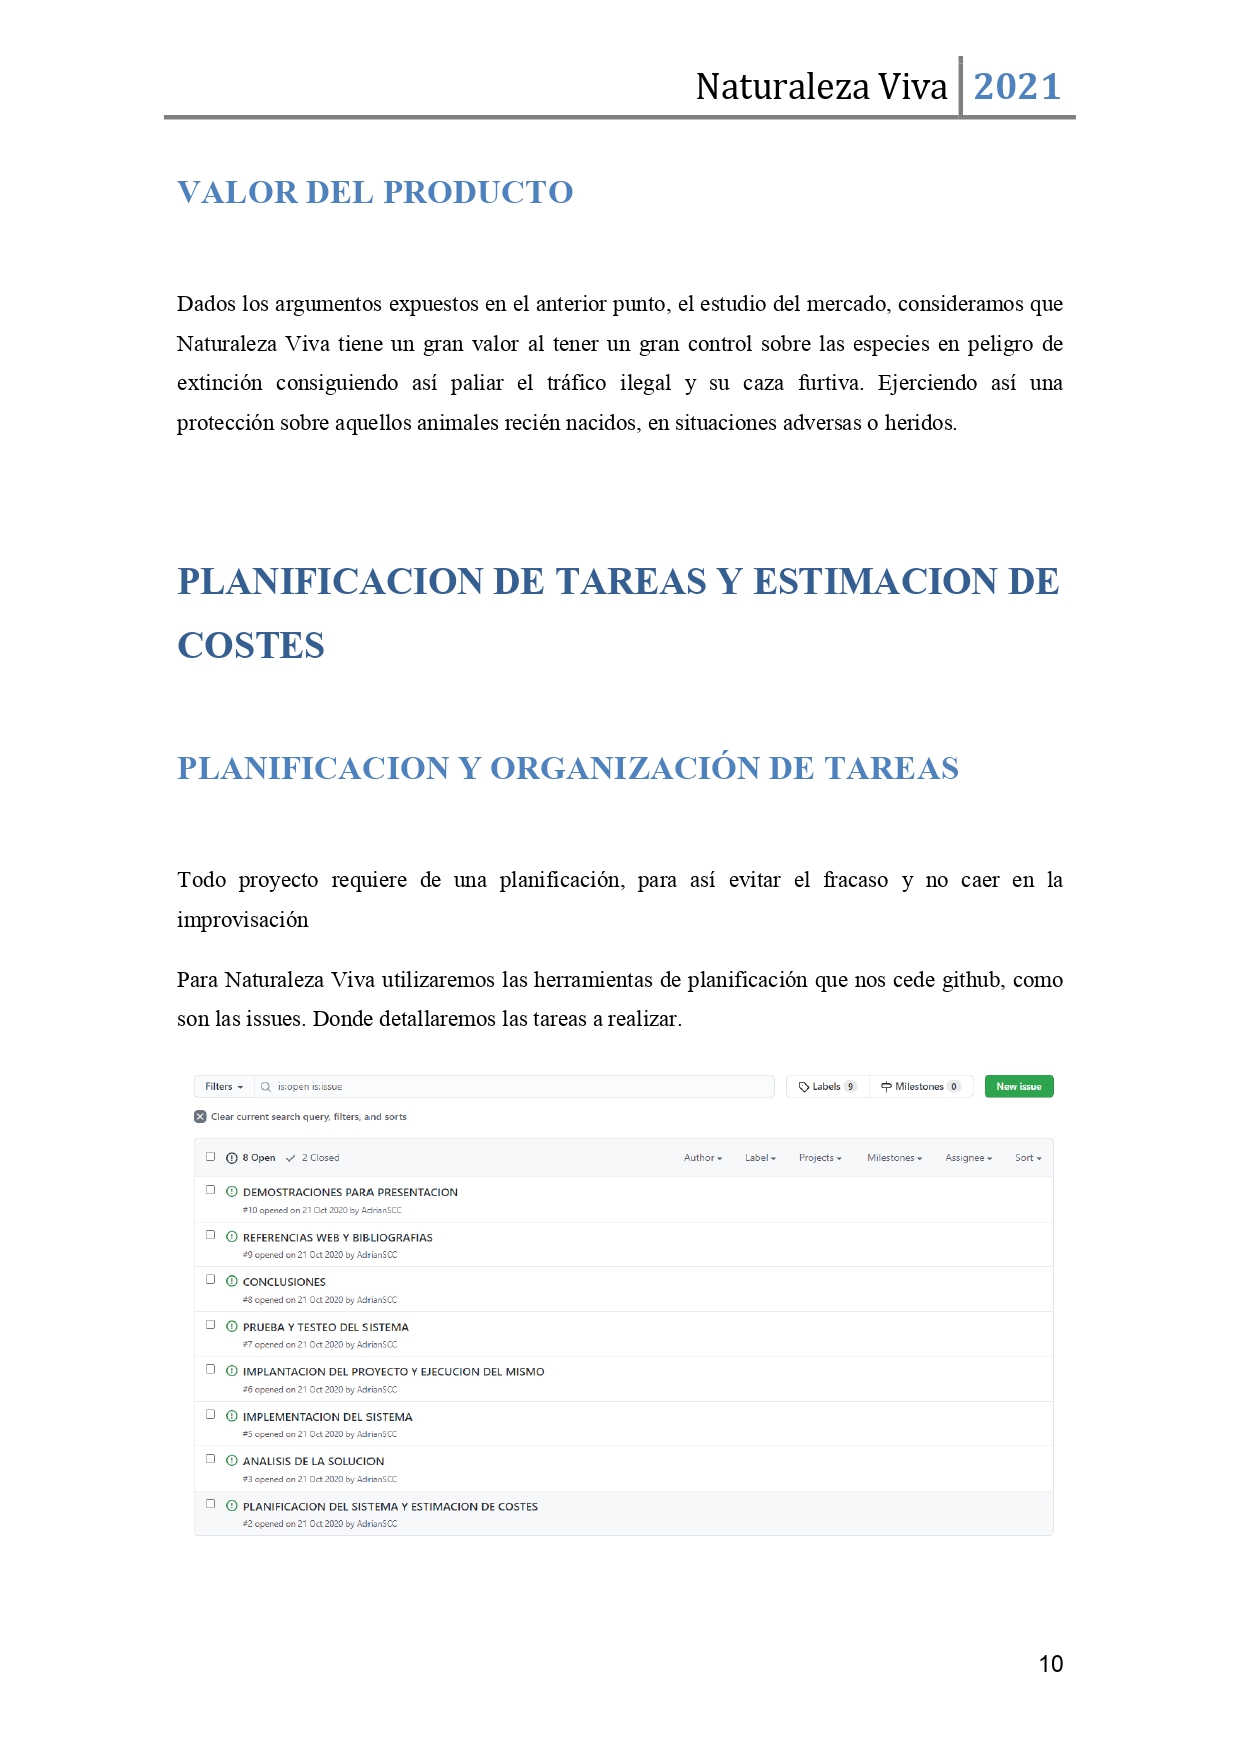 Naturaleza Viva 2021
VALOR DEL PRODUCTO
Dados los argumentos expuestos en el anterior punto, el estudio del mercado, consideramos que
Naturaleza Viva tiene un gran valor al tener un gran control sobre las especies en peligro de
extinción consiguiendo así paliar el tráfico ilegal y su caza furtiva. Ejerciendo así una
protección sobre aquellos animales recién nacidos, en situaciones adversas o heridos.
PLANIFICACION DE TAREAS Y ESTIMACION DE
COSTES
PLANIFICACION Y ORGANIZACIÓN DE TAREAS
Todo proyecto requiere de una planificación, para así evitar el fracaso y no caer en la
improvisación
Para Naturaleza Viva utilizaremos las herramientas de planificación que nos cede github, como
son las issues. Donde detallaremos las tareas a realizar.
Filters is:open is:issue Labels 9 Milestones 0 New issue
Clear current search query, filters, and sorts
8 Open 2 Closed Author Label Projects Milestones Assignee Sort
DEMOSTRACIONES PARA PRESENTACION
#10 opened on 21 Oct 2020 by AdrianSCC
REFERENCIAS WEB Y BIBLIOGRAFIAS
#9 opened on 21 Oct 2020 by AdrianSCC
CONCLUSIONES
#8 opened on 21 Oct 2020 by AdrianSCC
PRUEBA Y TESTEO DEL SISTEMA
#7 opened on 21 Oct 2020 by AdrianSCC
IMPLANTACION DEL PROYECTO Y EJECUCION DEL MISMO
#6 opened on 21 Oct 2020 by AdrianSCC
IMPLEMENTACION DEL SISTEMA
#5 opened on 21 Oct 2020 by AdrianSCC
ANALISIS DE LA SOLUCION
#3 opened on 21 Oct 2020 by AdrianSCC
PLANIFICACION DEL SISTEMA Y ESTIMACION DE COSTES
#2 opened on 21 Oct 2020 by AdrianSCC
10